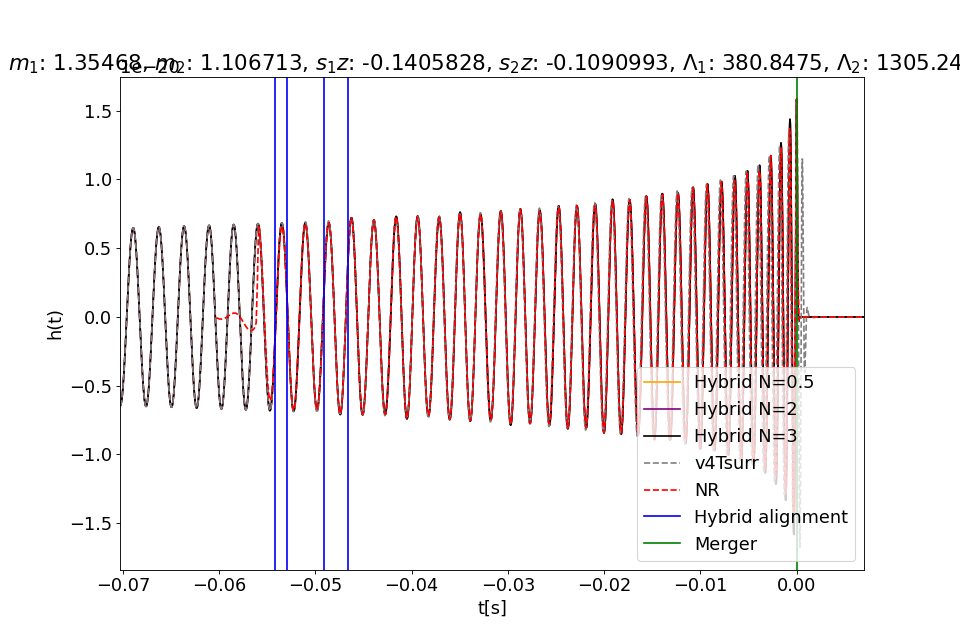 m₁: 1.35468, m₂: 1.106713, s₁z: -0.1405828, s₂z: -0.1090993, Λ₁: 380.8475, Λ₂: 1305.24
1e−20
1.5
1.0
0.5
0.0
−0.5
−1.0
−1.5
h(t)
Hybrid N=0.5
Hybrid N=2
Hybrid N=3
v4Tsurr
NR
Hybrid alignment
Merger
−0.07 −0.06 −0.05 −0.04 −0.03 −0.02 −0.01 0.00
t[s]